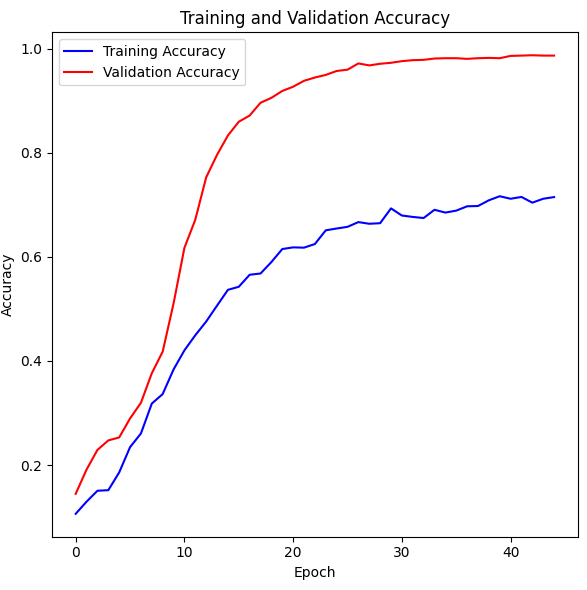 Training and Validation Accuracy
Training Accuracy
Validation Accuracy
1.0
0.8
0.6
0.4
0.2
Accuracy
0 10 20 30 40
Epoch